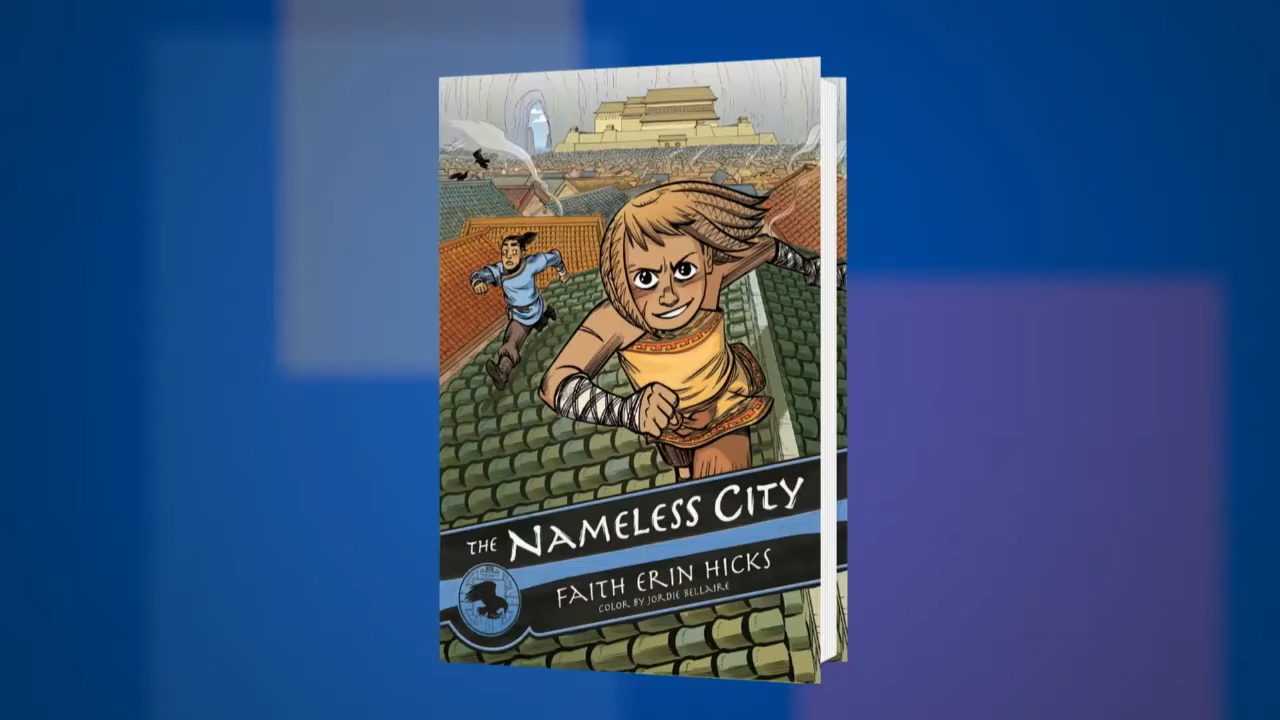 THE NAMELESS CITY
FAITH ERIN HICKS
COLOR BY JORDIE BELLAIRE